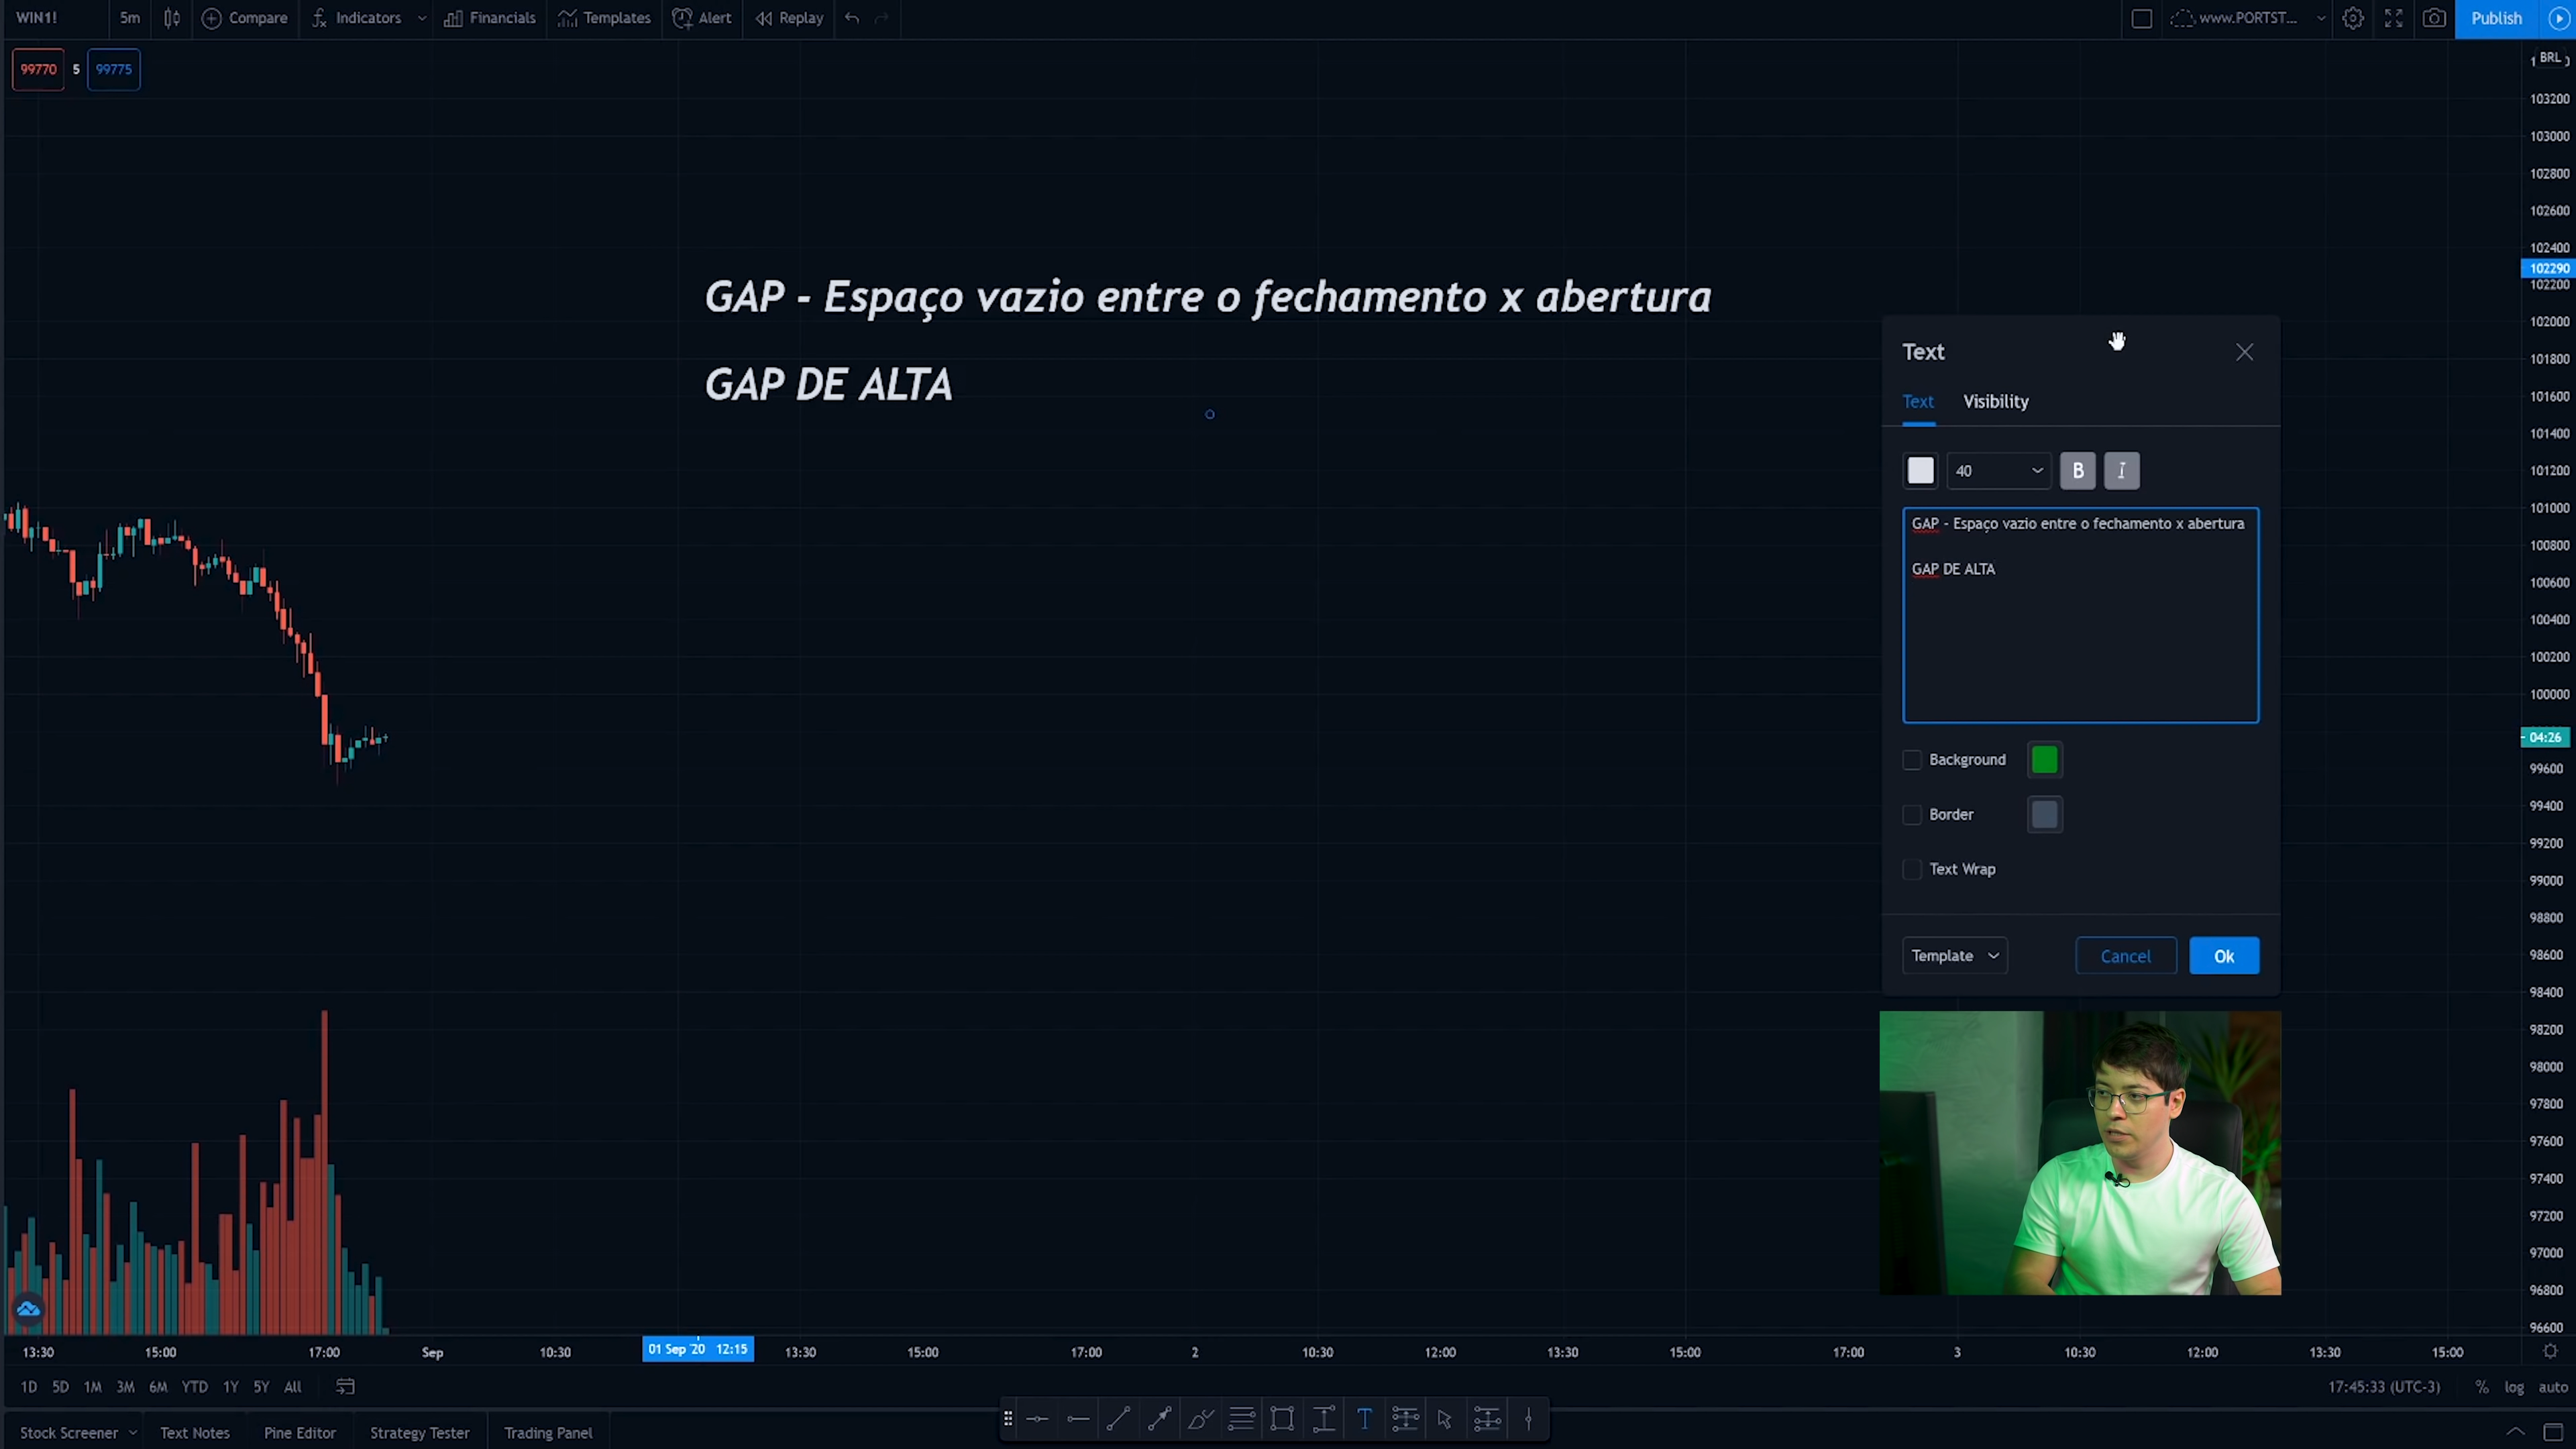 WIN1! 5m Compare Indicators Financials Templates Alert Replay www.PORTST... Publish
99770 5 99775
BRL
103200
103000
102800
102600
102400
102290
102200
102000
101800
101600
101400
101200
101000
100800
100600
100400
100200
100000
04:26
99600
99400
99200
99000
98800
98600
98400
98200
98000
97800
97600
97400
97200
97000
96800
96600
GAP - Espaço vazio entre o fechamento x abertura
GAP DE ALTA
Text
Text Visibility
40 B I
GAP - Espaço vazio entre o fechamento x abertura
GAP DE ALTA
Background
Border
Text Wrap
Template Cancel Ok
13:30 15:00 17:00 Sep 10:30 01 Sep '20 12:15 13:30 15:00 17:00 2 10:30 12:00 13:30 15:00 17:00 3 10:30 12:00 13:30 15:00
1D 5D 1M 3M 6M YTD 1Y 5Y All 17:45:33 (UTC-3) % log auto
T
Stock Screener Text Notes Pine Editor Strategy Tester Trading Panel